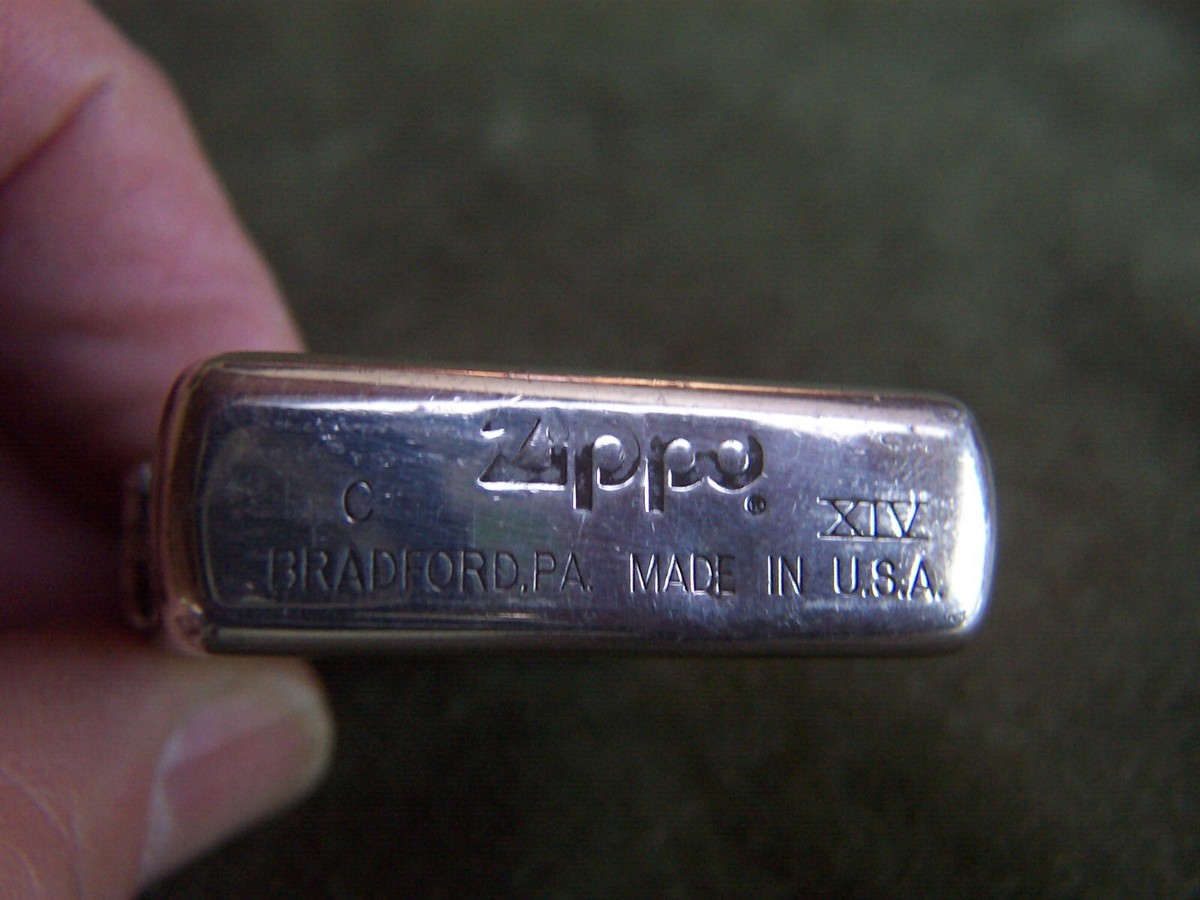 Zippo®
C XIV
BRADFORD,PA. MADE IN U.S.A.